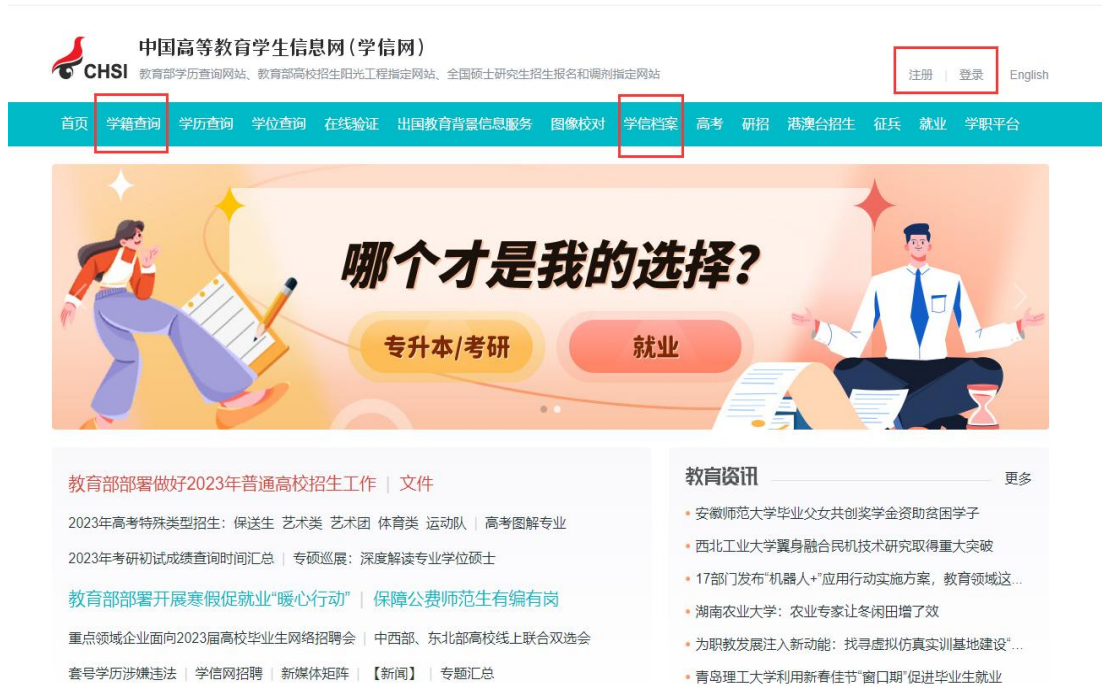 中国高等教育学生信息网(学信网)
CHSI 教育部学历查询网站、教育部高校招生阳光工程指定网站、全国硕士研究生招生报名和调剂指定网站
注册 | 登录 English
首页 学籍查询 学历查询 学位查询 在线验证 出国教育背景信息服务 图像校对 学信档案 高考 研招 港澳台招生 征兵 就业 学职平台
哪个才是我的选择?
专升本/考研 就业
教育部部署做好2023年普通高校招生工作 | 文件
2023年高考特殊类型招生：保送生 艺术类 艺术团 体育类 运动队 | 高考图解专业
2023年考研初试成绩查询时间汇总 | 专硕巡展：深度解读专业学位硕士
教育部部署开展寒假促就业“暖心行动” | 保障公费师范生有编有岗
重点领域企业面向2023届高校毕业生网络招聘会 | 中西部、东北部高校线上联合双选会
套号学历涉嫌违法 | 学信网招聘 | 新媒体矩阵 | 【新闻】 | 专题汇总
教育资讯 更多
安徽师范大学毕业父女共创奖学金资助贫困学子
西北工业大学翼身融合民机技术研究取得重大突破
17部门发布“机器人+”应用行动实施方案，教育领域这...
湖南农业大学：农业专家让冬闲田增了效
为职教发展注入新动能：找寻虚拟仿真实训基地建设“...
青岛理工大学利用新春佳节“窗口期”促进毕业生就业